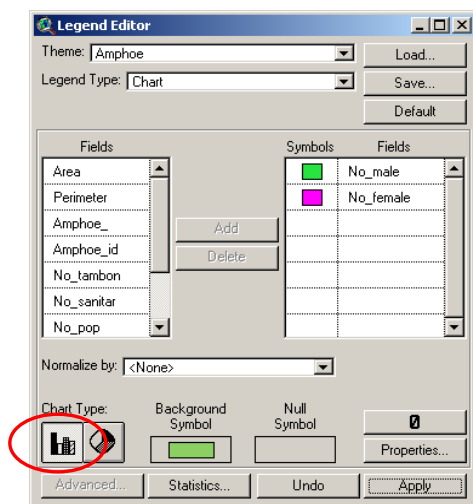 Legend Editor
Theme: Amphoe
Load...
Legend Type: Chart
Save...
Default
Fields
Symbols
Fields
Area
Perimeter
Amphoe_
Amphoe_id
No_tambon
No_sanitar
No_pop
Add
Delete
No_male
No_female
Normalize by: <None>
Chart Type:
Background
Symbol
Null
Symbol
0
Properties...
Advanced...
Statistics...
Undo
Apply